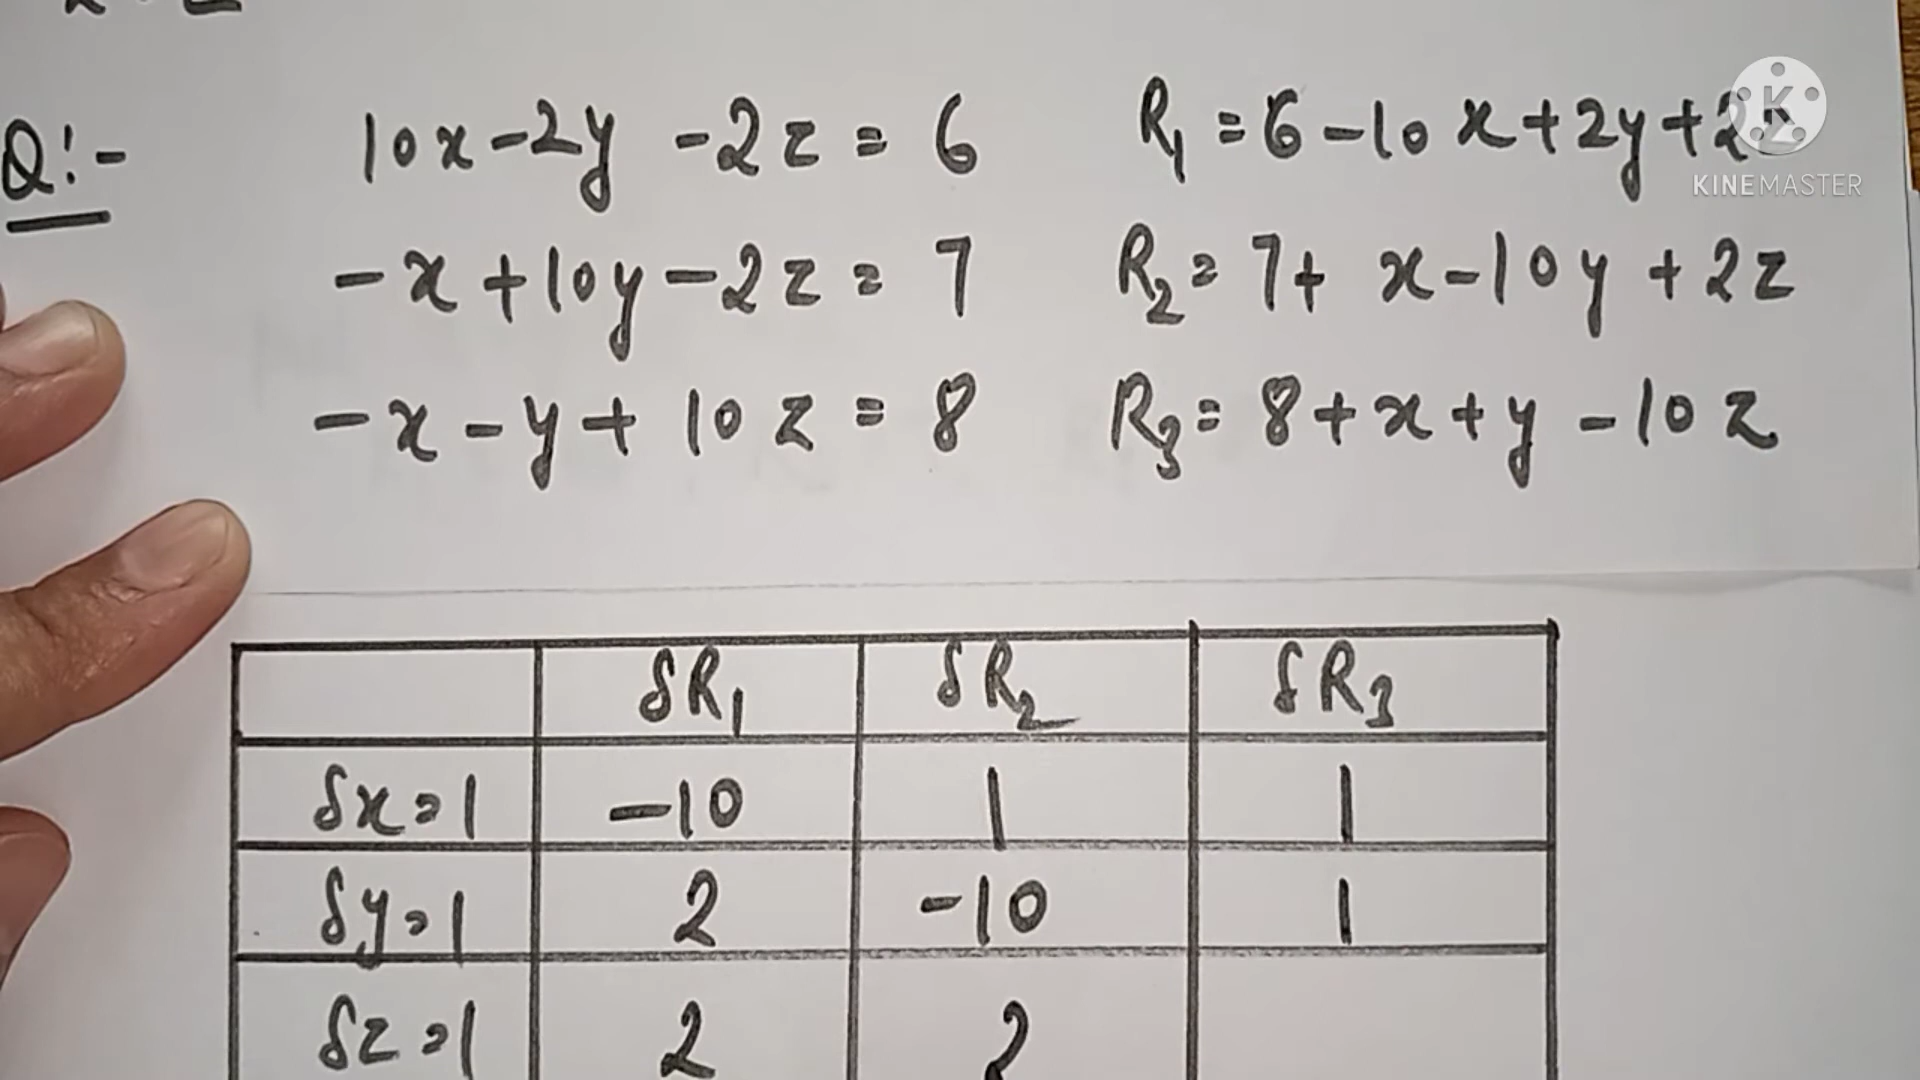 Q:- 10x-2y -2z = 6 R1 = 6-10x+2y+2
KINEMASTER
-x+10y-2z = 7 R2 = 7+ x-10y+2z
-x-y+ 10z = 8 R3 = 8+x+y-10z
δR1 δR2 δR3
δx=1 -10 1 1
δy=1 2 -10 1
δz=1 2 2